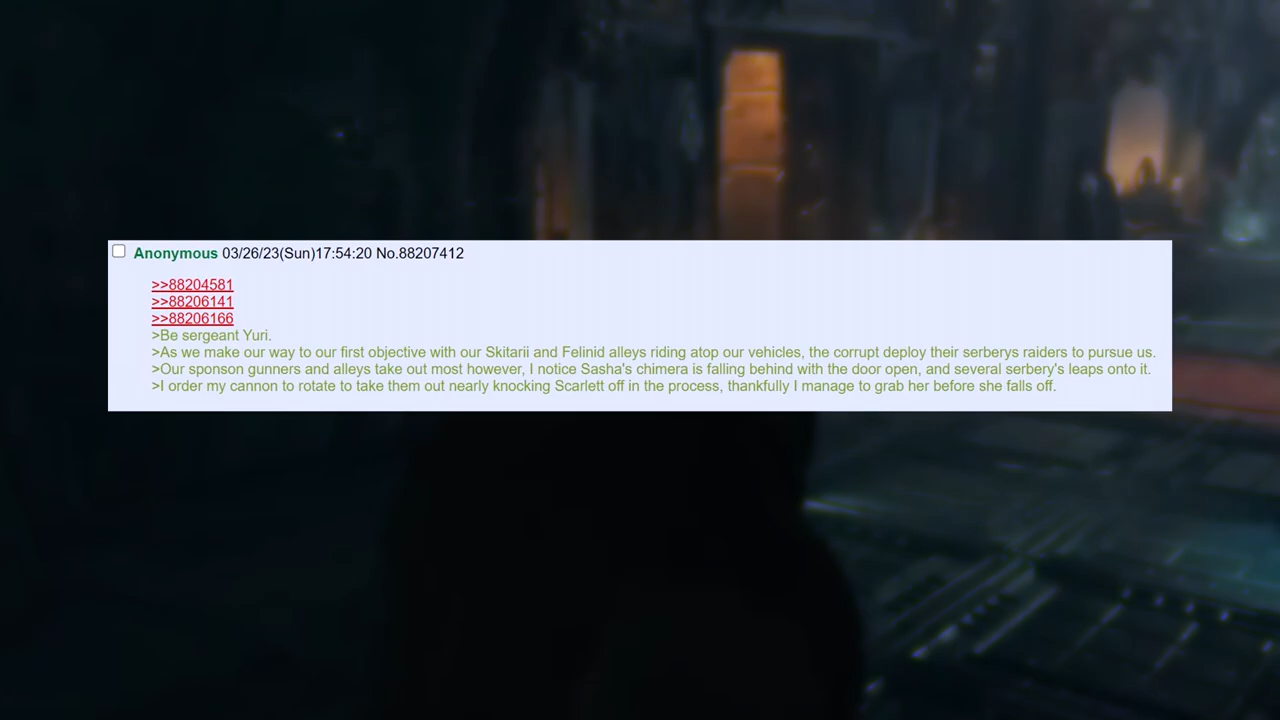 Anonymous 03/26/23(Sun)17:54:20 No.88207412
>>88204581
>>88206141
>>88206166
>Be sergeant Yuri.
>As we make our way to our first objective with our Skitarii and Felinid alleys riding atop our vehicles, the corrupt deploy their serberys raiders to pursue us.
>Our sponson gunners and alleys take out most however, I notice Sasha's chimera is falling behind with the door open, and several serbery's leaps onto it.
>I order my cannon to rotate to take them out nearly knocking Scarlett off in the process, thankfully I manage to grab her before she falls off.